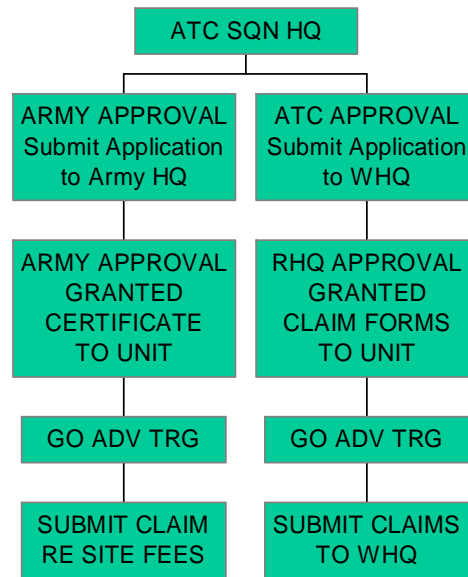 ATC SQN HQ
ARMY APPROVAL
Submit Application
to Army HQ
ATC APPROVAL
Submit Application
to WHQ
ARMY APPROVAL
GRANTED
CERTIFICATE
TO UNIT
RHQ APPROVAL
GRANTED
CLAIM FORMS
TO UNIT
GO ADV TRG
GO ADV TRG
SUBMIT CLAIM
RE SITE FEES
SUBMIT CLAIMS
TO WHQ